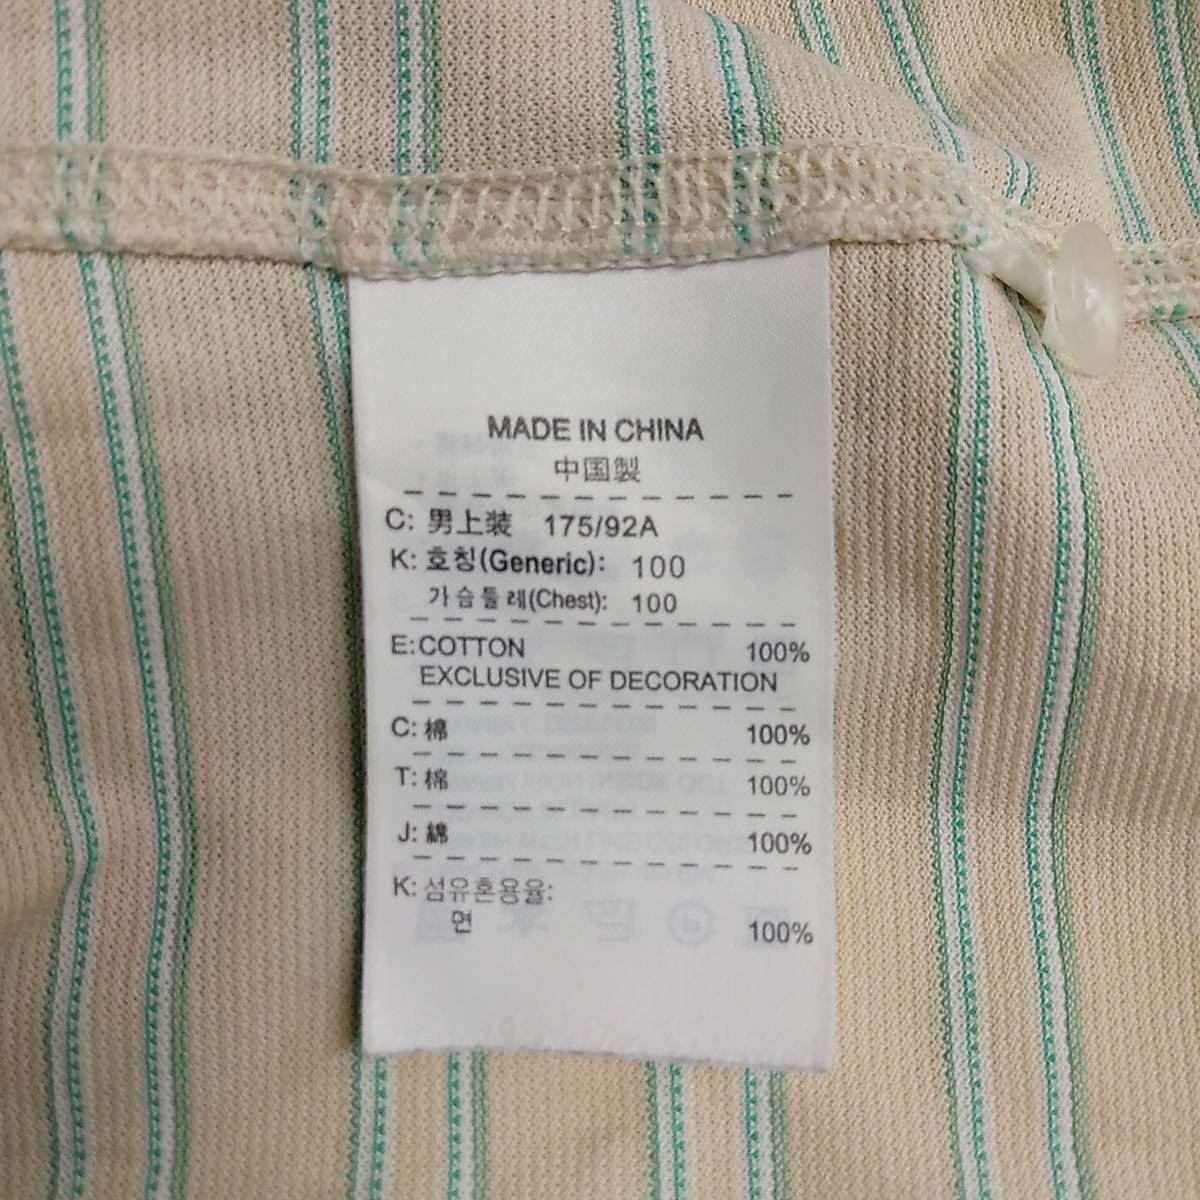 MADE IN CHINA
中国製
C: 男上装 175/92A
K: 호칭(Generic): 100
가슴둘레(Chest): 100
E:COTTON 100%
EXCLUSIVE OF DECORATION
C: 棉 100%
T: 棉 100%
J: 綿 100%
K: 섬유혼용율:
면 100%